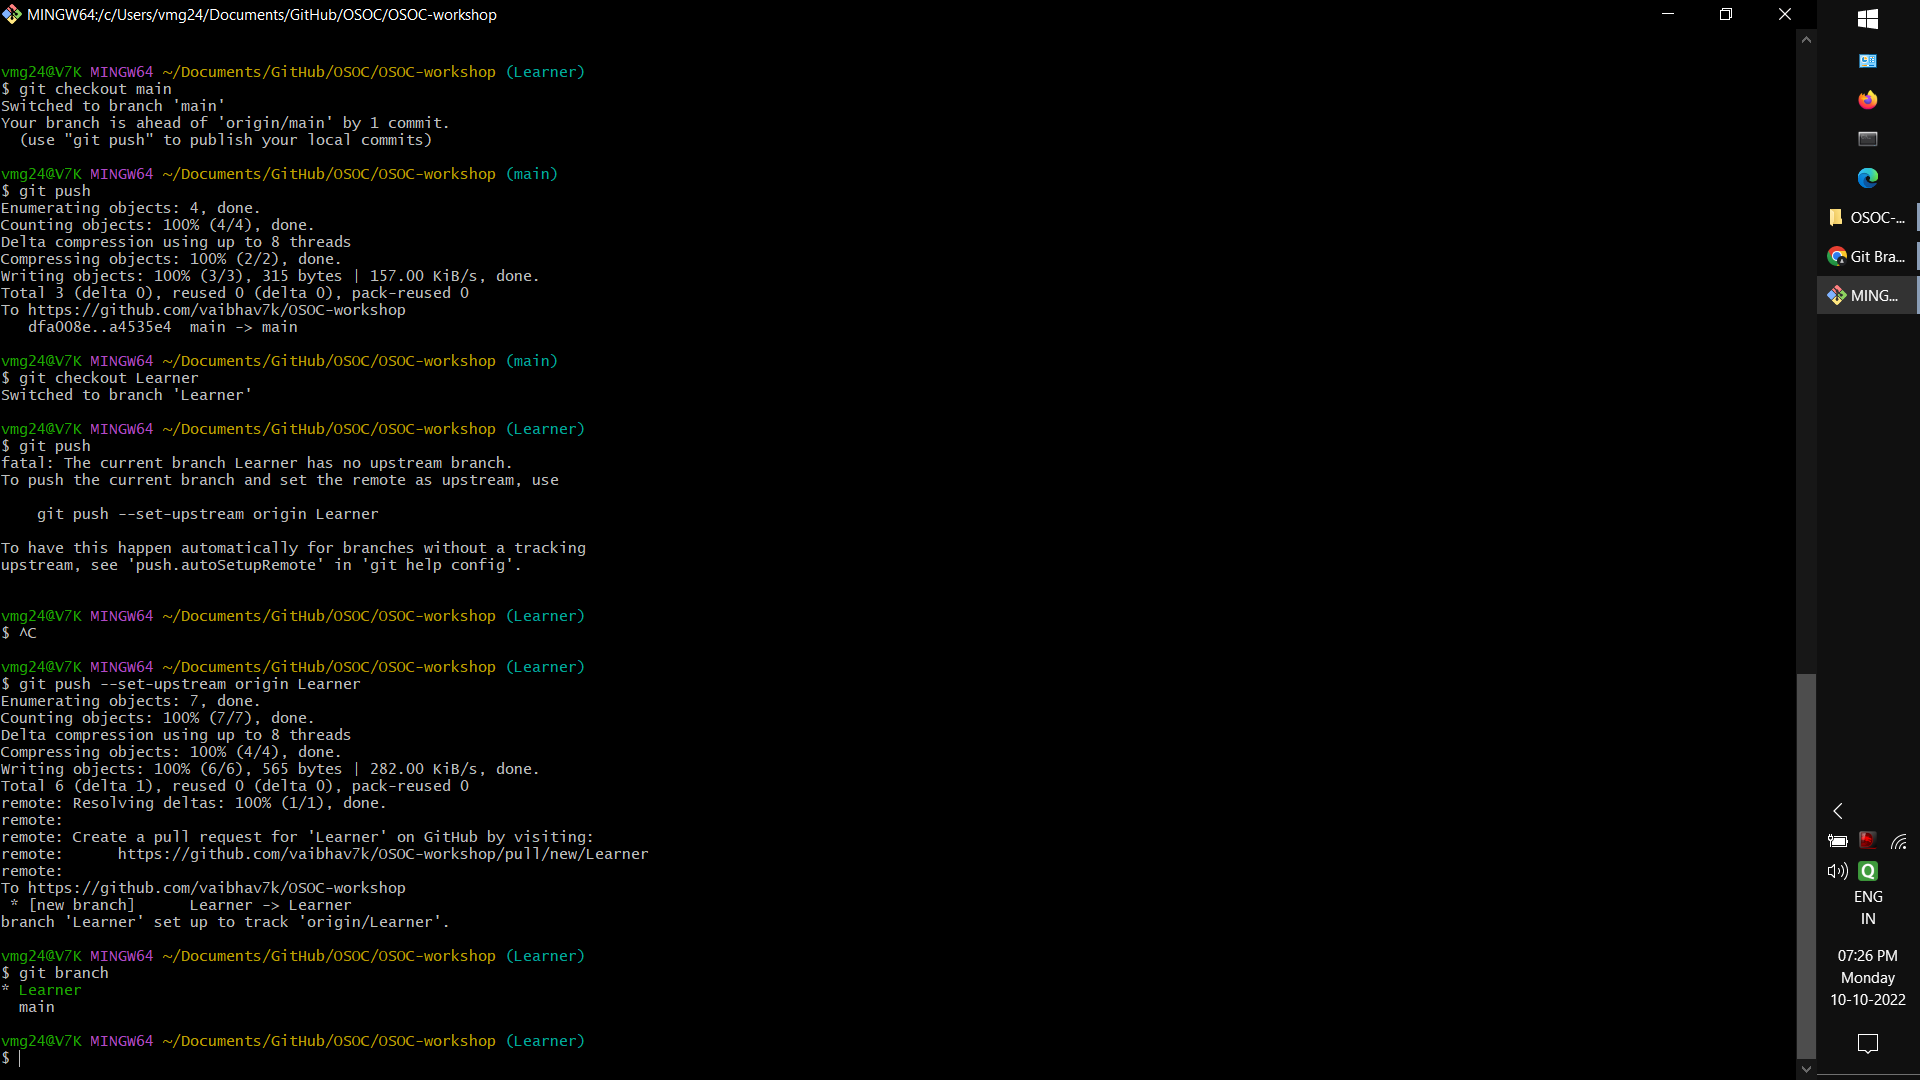 MINGW64:/c/Users/vmg24/Documents/GitHub/OSOC/OSOC-workshop
vmg24@V7K MINGW64 ~/Documents/GitHub/OSOC/OSOC-workshop (Learner)
$ git checkout main
Switched to branch 'main'
Your branch is ahead of 'origin/main' by 1 commit.
  (use "git push" to publish your local commits)
vmg24@V7K MINGW64 ~/Documents/GitHub/OSOC/OSOC-workshop (main)
$ git push
Enumerating objects: 4, done.
Counting objects: 100% (4/4), done.
Delta compression using up to 8 threads
Compressing objects: 100% (2/2), done.
Writing objects: 100% (3/3), 315 bytes | 157.00 KiB/s, done.
Total 3 (delta 0), reused 0 (delta 0), pack-reused 0
To https://github.com/vaibhav7k/OSOC-workshop
   dfa008e..a4535e4  main -> main
vmg24@V7K MINGW64 ~/Documents/GitHub/OSOC/OSOC-workshop (main)
$ git checkout Learner
Switched to branch 'Learner'
vmg24@V7K MINGW64 ~/Documents/GitHub/OSOC/OSOC-workshop (Learner)
$ git push
fatal: The current branch Learner has no upstream branch.
To push the current branch and set the remote as upstream, use
    git push --set-upstream origin Learner
To have this happen automatically for branches without a tracking
upstream, see 'push.autoSetupRemote' in 'git help config'.
vmg24@V7K MINGW64 ~/Documents/GitHub/OSOC/OSOC-workshop (Learner)
$ ^C
vmg24@V7K MINGW64 ~/Documents/GitHub/OSOC/OSOC-workshop (Learner)
$ git push --set-upstream origin Learner
Enumerating objects: 7, done.
Counting objects: 100% (7/7), done.
Delta compression using up to 8 threads
Compressing objects: 100% (4/4), done.
Writing objects: 100% (6/6), 565 bytes | 282.00 KiB/s, done.
Total 6 (delta 1), reused 0 (delta 0), pack-reused 0
remote: Resolving deltas: 100% (1/1), done.
remote:
remote: Create a pull request for 'Learner' on GitHub by visiting:
remote:      https://github.com/vaibhav7k/OSOC-workshop/pull/new/Learner
remote:
To https://github.com/vaibhav7k/OSOC-workshop
 * [new branch]      Learner -> Learner
branch 'Learner' set up to track 'origin/Learner'.
vmg24@V7K MINGW64 ~/Documents/GitHub/OSOC/OSOC-workshop (Learner)
$ git branch
* Learner
  main
vmg24@V7K MINGW64 ~/Documents/GitHub/OSOC/OSOC-workshop (Learner)
$
OSOC-...
Git Bra...
MING...
Q
ENG
IN
07:26 PM
Monday
10-10-2022